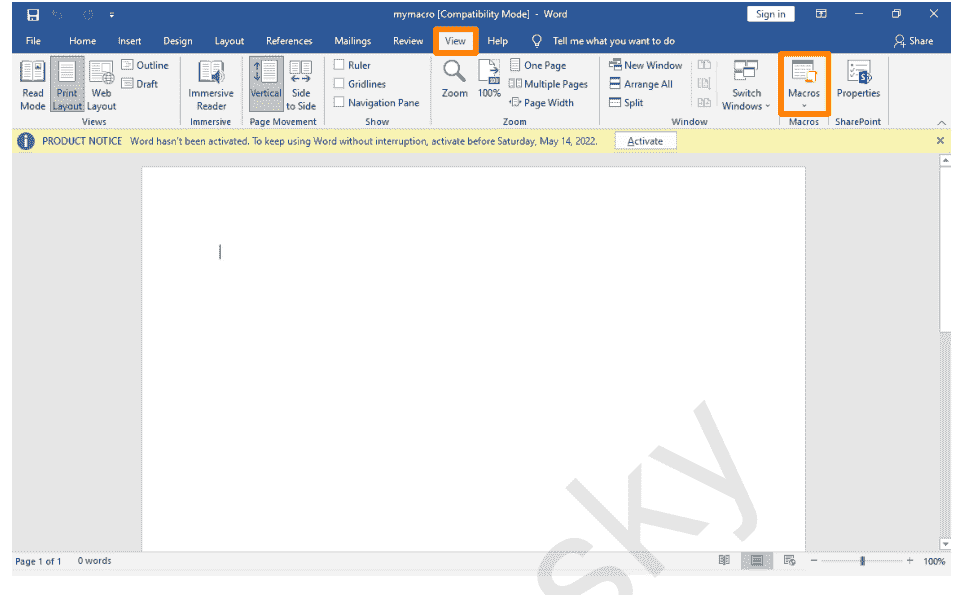 mymacro [Compatibility Mode] - Word
Sign in
File Home Insert Design Layout References Mailings Review View Help Tell me what you want to do Share
Read Mode
Print Layout
Web Layout
Outline
Draft
Views
Immersive Reader
Immersive
Vertical
Side to Side
Page Movement
Ruler
Gridlines
Navigation Pane
Show
Zoom
100%
One Page
Multiple Pages
Page Width
Zoom
New Window
Arrange All
Split
Switch Windows
Window
Macros
Macros
Properties
SharePoint
PRODUCT NOTICE Word hasn't been activated. To keep using Word without interruption, activate before Saturday, May 14, 2022. Activate
sky
Page 1 of 1 0 words 100%